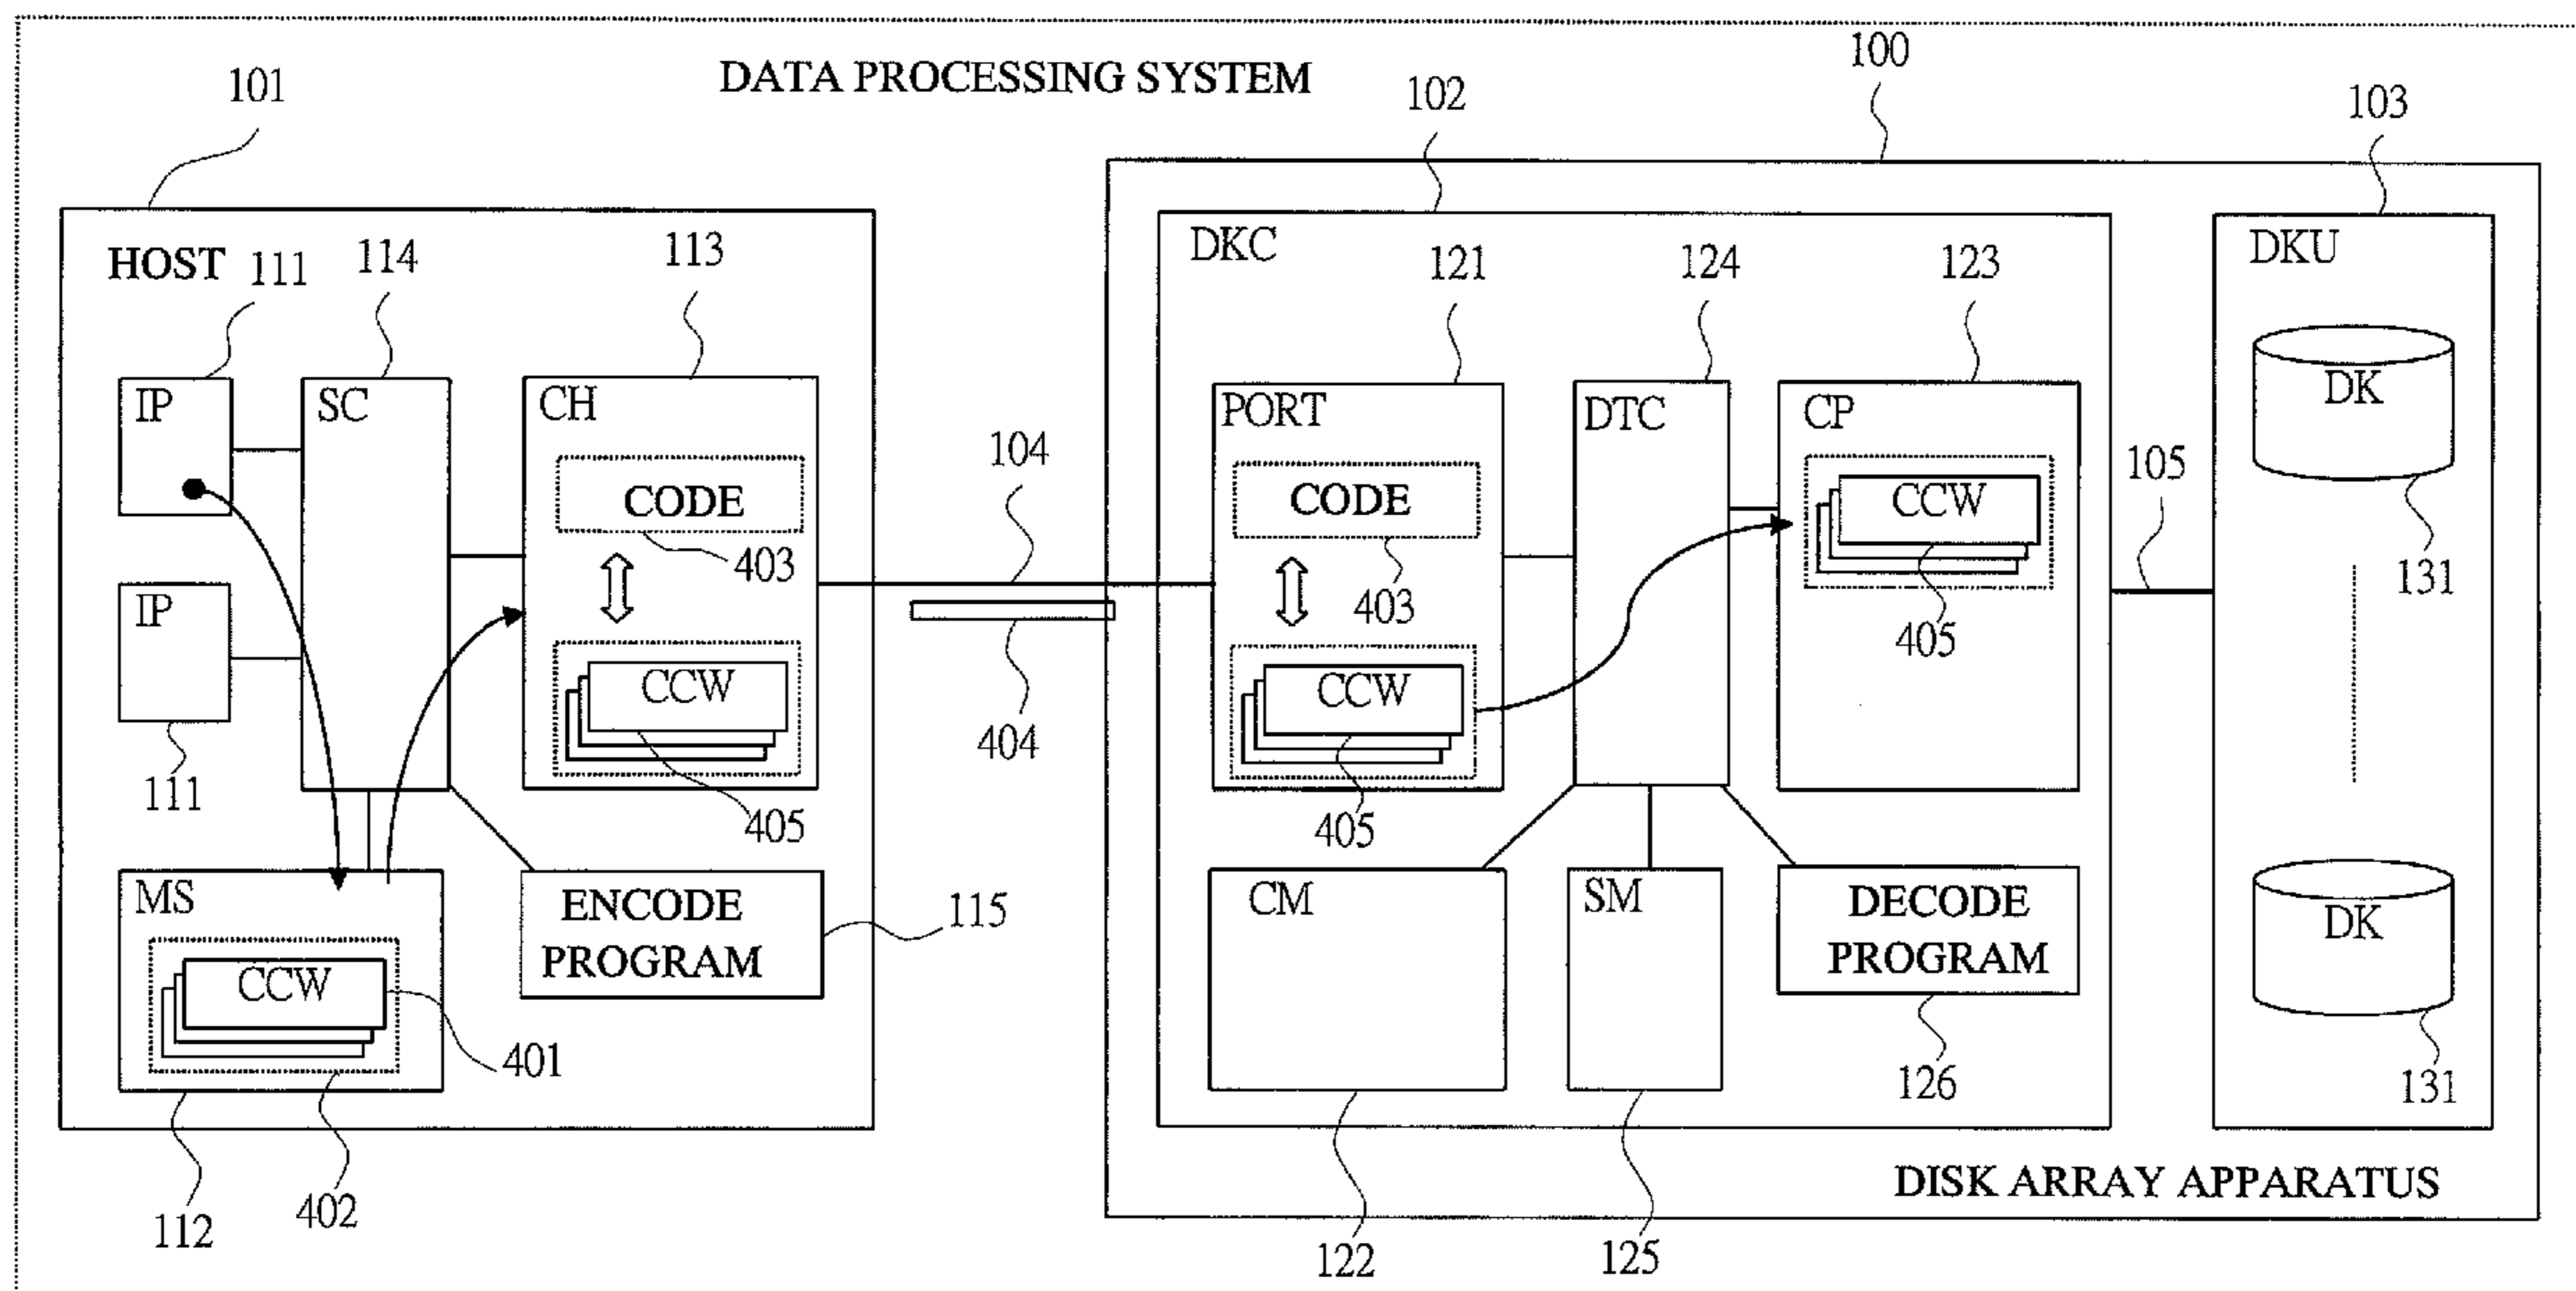 DATA PROCESSING SYSTEM
100
101
102
103
HOST
111
114
113
DKC
121
124
123
DKU
IP
SC
CH
PORT
DTC
CP
DK
CODE
403
104
CODE
403
CCW
405
105
131
IP
CCW
405
404
CCW
405
111
MS
CCW
401
402
112
ENCODE
PROGRAM
115
CM
SM
DECODE
PROGRAM
126
DK
131
122
125
DISK ARRAY APPARATUS